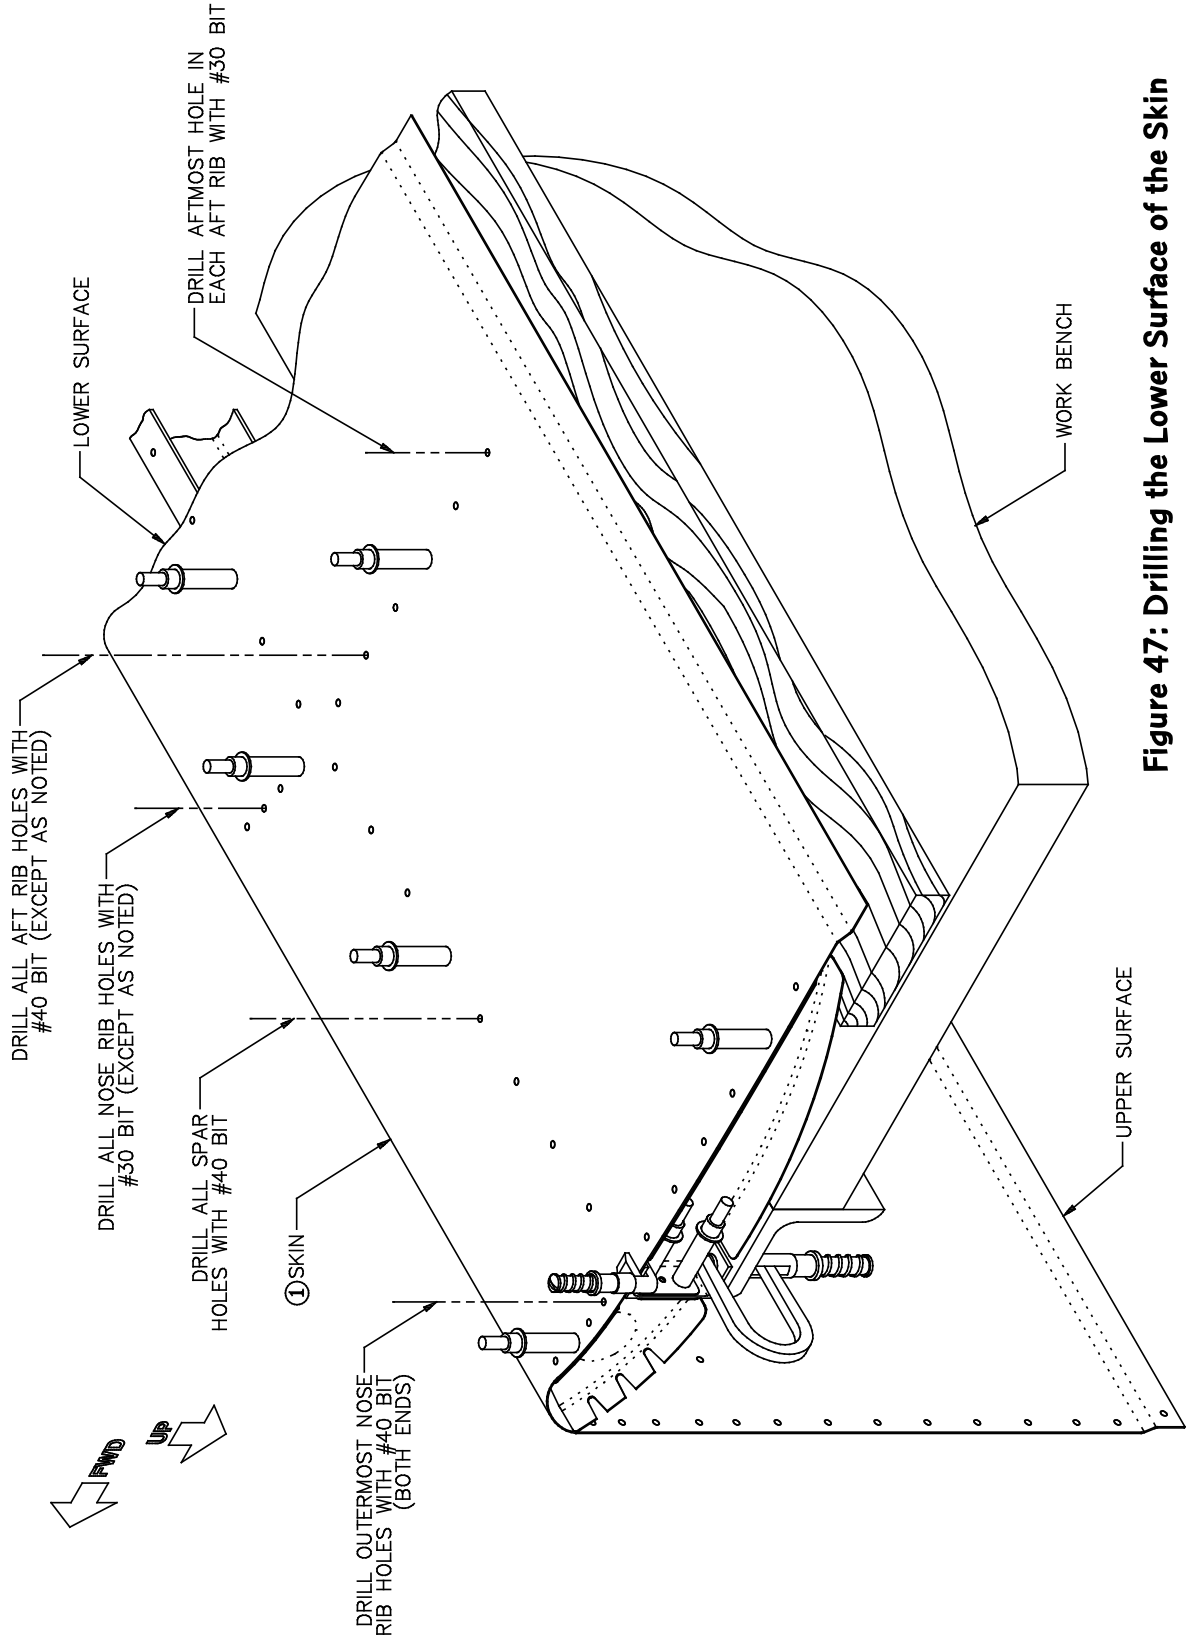 DRILL ALL AFT RIB HOLES WITH
#40 BIT (EXCEPT AS NOTED)
DRILL ALL NOSE RIB HOLES WITH
#30 BIT (EXCEPT AS NOTED)
DRILL ALL SPAR
HOLES WITH #40 BIT
1 SKIN
DRILL OUTERMOST NOSE
RIB HOLES WITH #40 BIT
(BOTH ENDS)
FWD
UP
LOWER SURFACE
DRILL AFTMOST HOLE IN
EACH AFT RIB WITH #30 BIT
WORK BENCH
UPPER SURFACE
Figure 47: Drilling the Lower Surface of the Skin